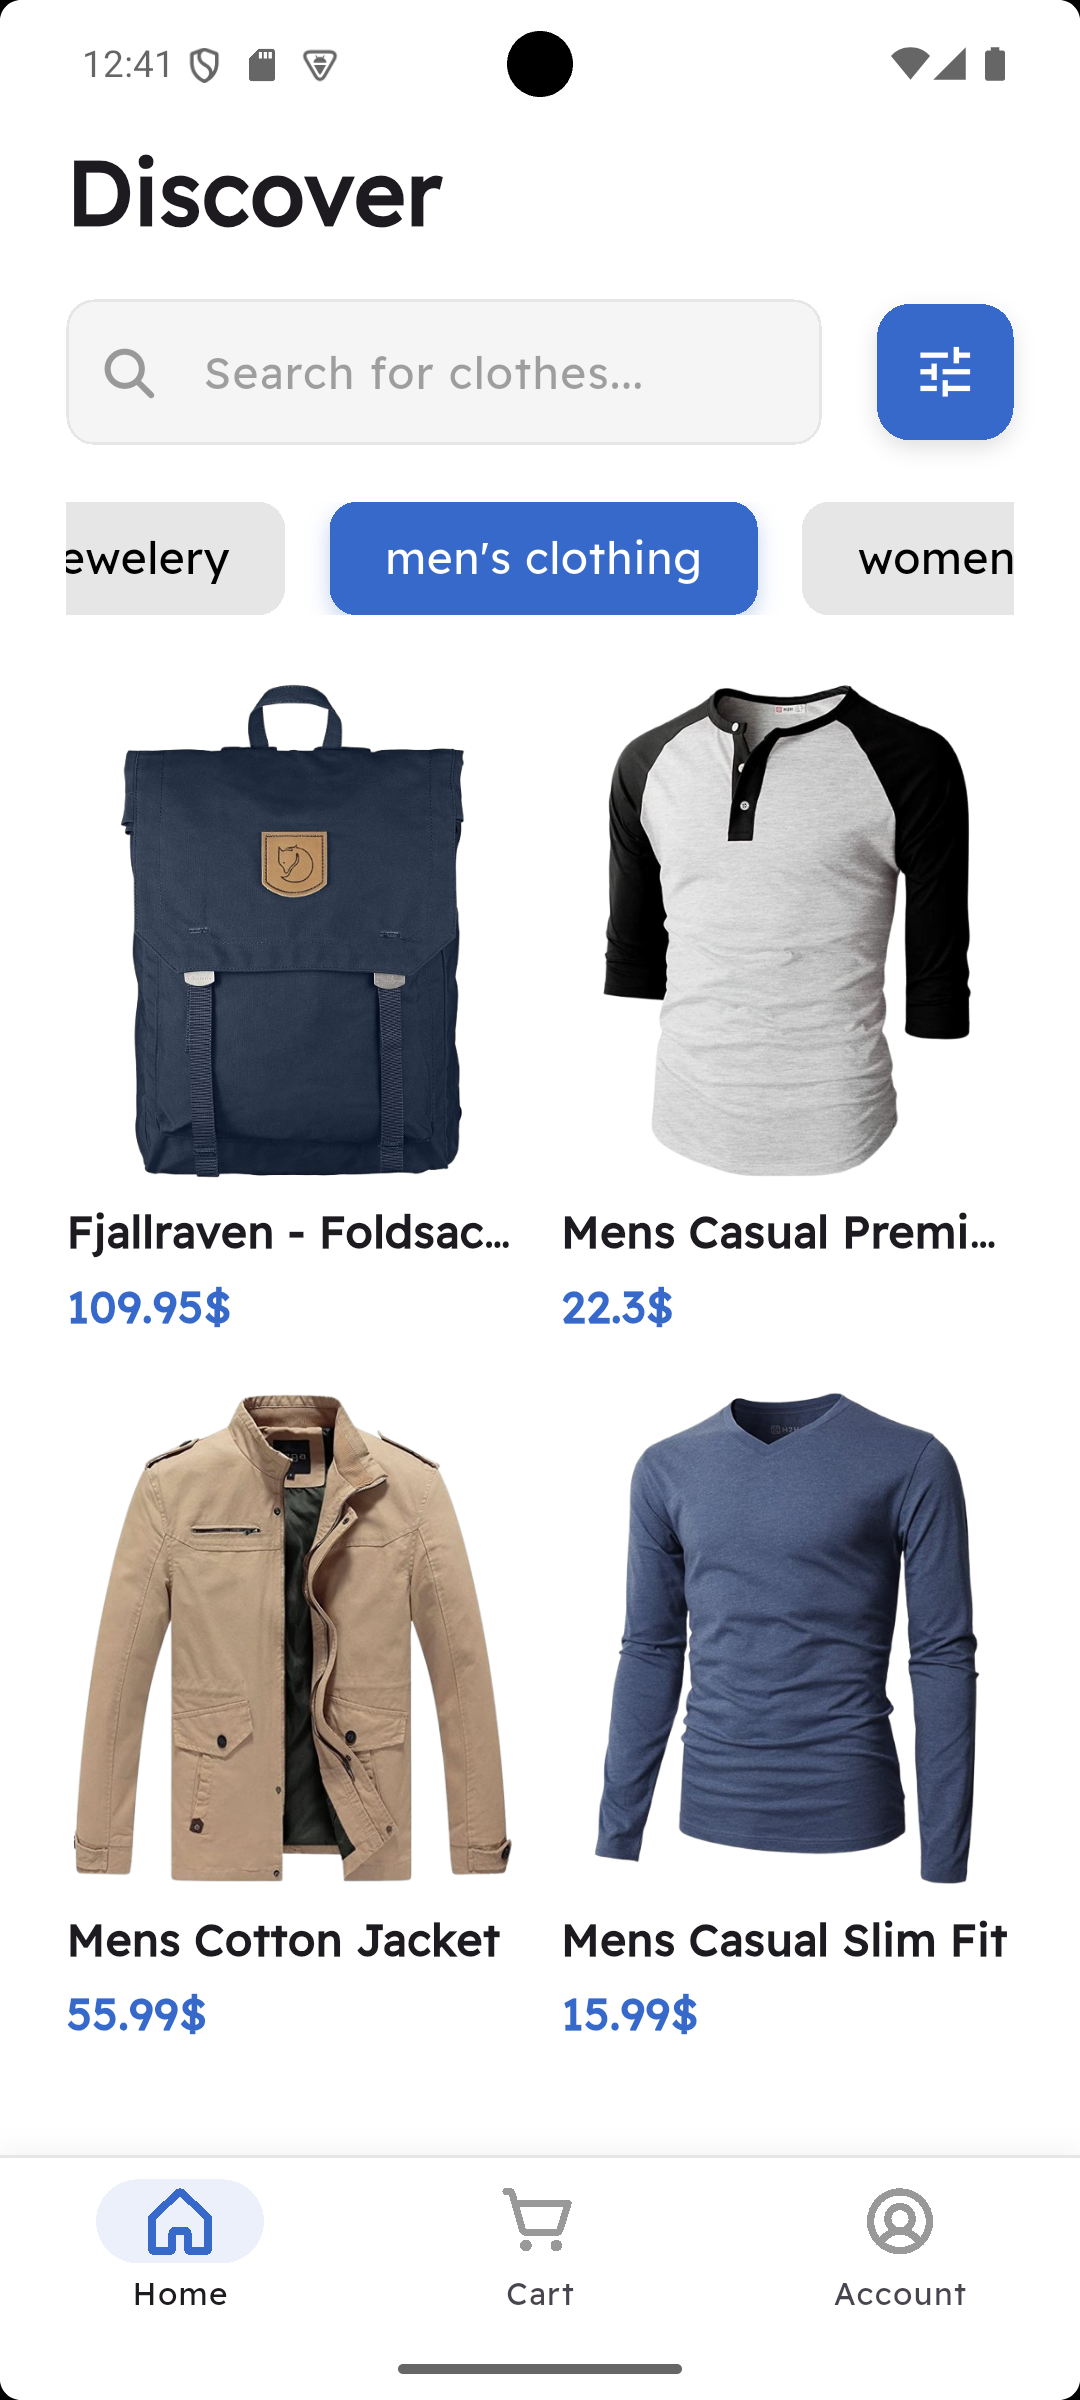 12:41
Discover
Search for clothes...
ewelery
men's clothing
women
Fjallraven - Foldsac...
Mens Casual Premi...
109.95$
22.3$
Mens Cotton Jacket
Mens Casual Slim Fit
55.99$
15.99$
Home
Cart
Account